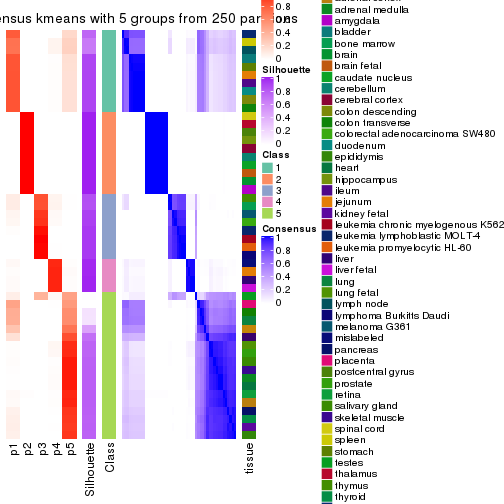 ensus kmeans with 5 groups from 250 par ons
0.8
0.6
0.4
0.2
0
Silhouette
1
0.8
0.6
0.4
0.2
0
Class
1
2
3
4
5
Consensus
1
0.8
0.6
0.4
0.2
0
adrenal medulla
amygdala
bladder
bone marrow
brain
brain fetal
caudate nucleus
cerebellum
cerebral cortex
colon descending
colon transverse
colorectal adenocarcinoma SW480
duodenum
epididymis
heart
hippocampus
ileum
jejunum
kidney fetal
leukemia chronic myelogenous K562
leukemia lymphoblastic MOLT-4
leukemia promyelocytic HL-60
liver
liver fetal
lung
lung fetal
lymph node
lymphoma Burkitts Daudi
melanoma G361
mislabeled
pancreas
placenta
postcentral gyrus
prostate
retina
salivary gland
skeletal muscle
spinal cord
spleen
stomach
testes
thalamus
thymus
thyroid
p1
p2
p3
p4
p5
Silhouette
Class
tissue